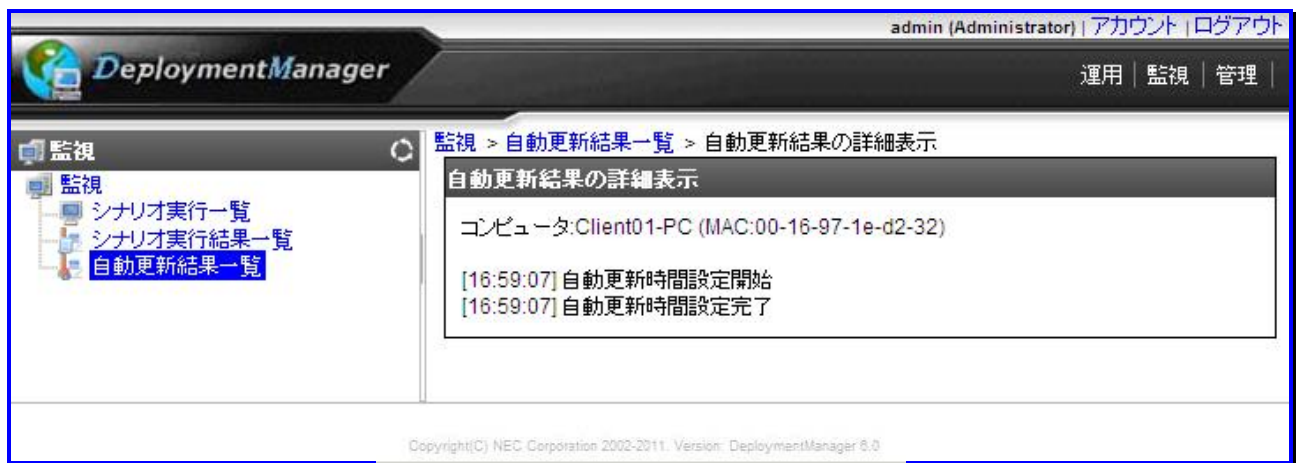 admin (Administrator) | アカウント | ログアウト
DeploymentManager
運用 | 監視 | 管理 |
監視
監視 > 自動更新結果一覧 > 自動更新結果の詳細表示
監視
シナリオ実行一覧
シナリオ実行結果一覧
自動更新結果一覧
自動更新結果の詳細表示
コンピュータ:Client01-PC (MAC:00-16-97-1e-d2-32)
[16:59:07] 自動更新時間設定開始
[16:59:07] 自動更新時間設定完了
Copyright(C) NEC Corporation 2002-2011. Version: DeploymentManager 6.0